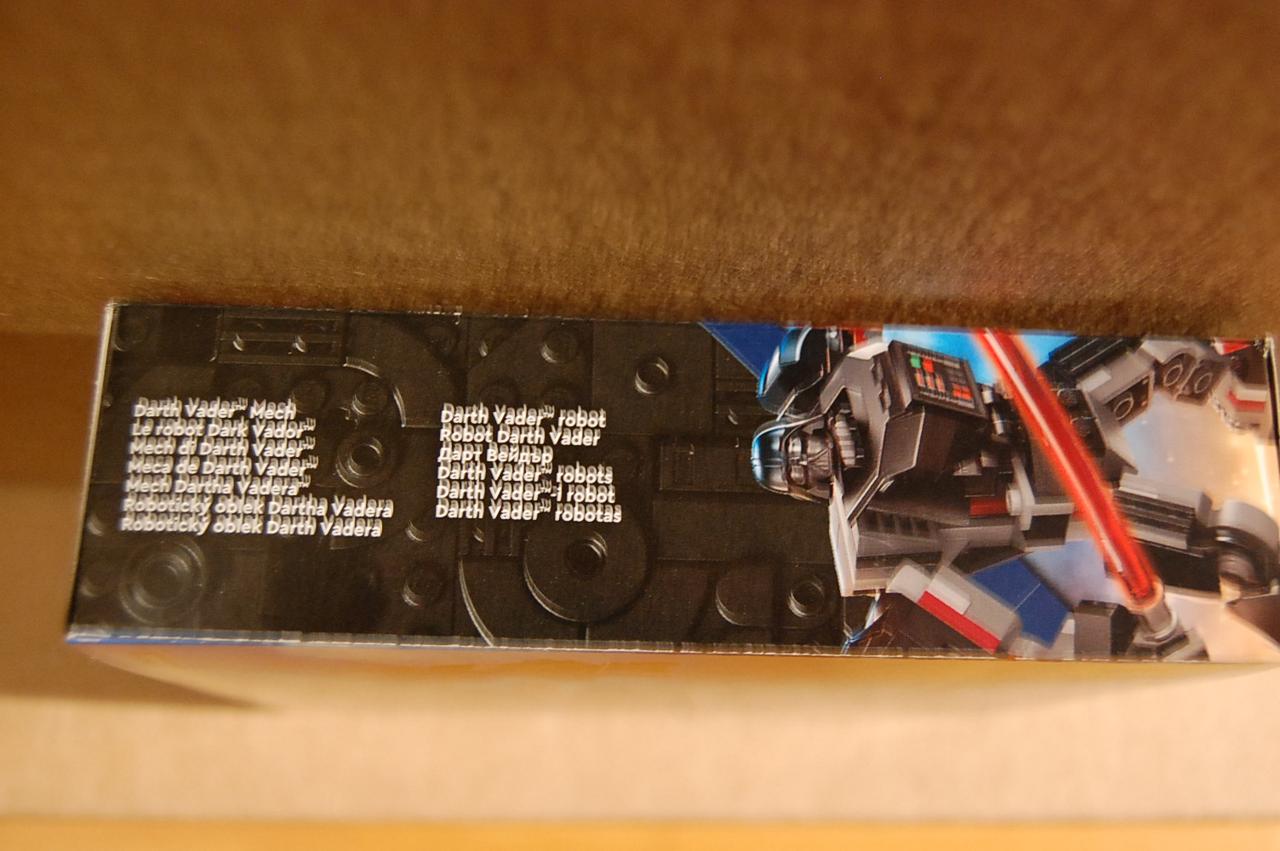 Darth Vader™ Mech
Le robot Dark Vador™
Mech di Darth Vader™
Meca de Darth Vader™
Mech Dartha Vadera™
Robotický oblek Dartha Vadera
Robotický oblek Darth Vadera
Darth Vader™ robot
Robot Darth Vader
Дарт Вейдър
Darth Vader™ robots
Darth Vader™-i robot
Darth Vader™ robotas